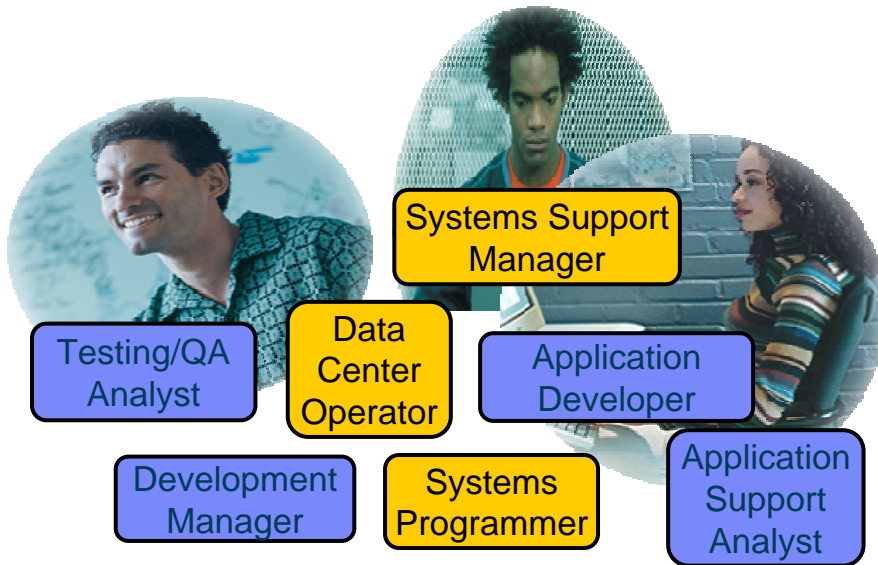 Systems Support
Manager
Testing/QA
Analyst
Data
Center
Operator
Application
Developer
Development
Manager
Systems
Programmer
Application
Support
Analyst